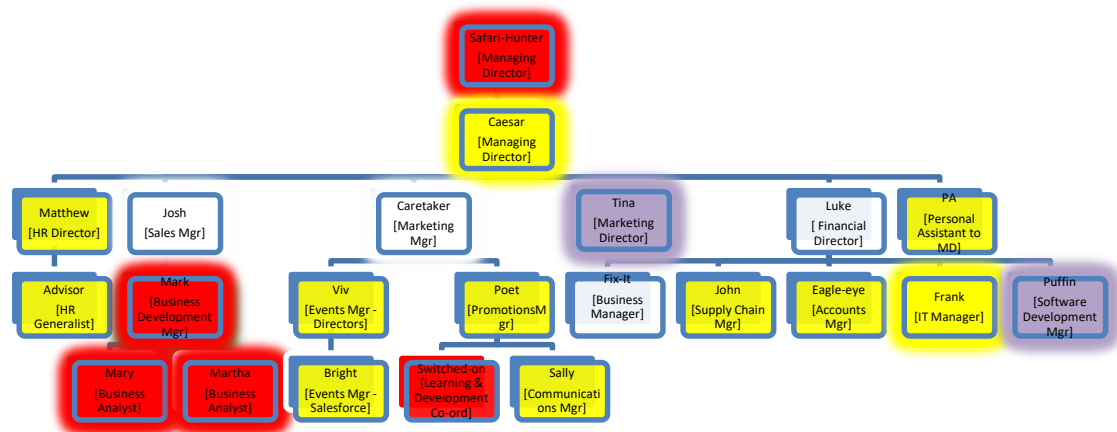 Safari-Hunter
[Managing
Director]
Caesar
[Managing
Director]
Matthew
[HR Director]
Josh
[Sales Mgr]
Caretaker
[Marketing
Mgr]
Tina
[Marketing
Director]
Luke
[ Financial
Director]
PA
[Personal
Assistant to
MD]
Advisor
[HR
Generalist]
Mark
[Business
Development
Mgr]
Viv
[Events Mgr -
Directors]
Poet
[PromotionsM
gr]
Fix-It
[Business
Manager]
John
[Supply Chain
Mgr]
Eagle-eye
[Accounts
Mgr]
Frank
[IT Manager]
Puffin
[Software
Development
Mgr]
Mary
[Business
Analyst]
Martha
[Business
Analyst]
Bright
[Events Mgr -
Salesforce]
Switched-on
[Learning &
Development
Co-ord]
Sally
[Communicati
ons Mgr]